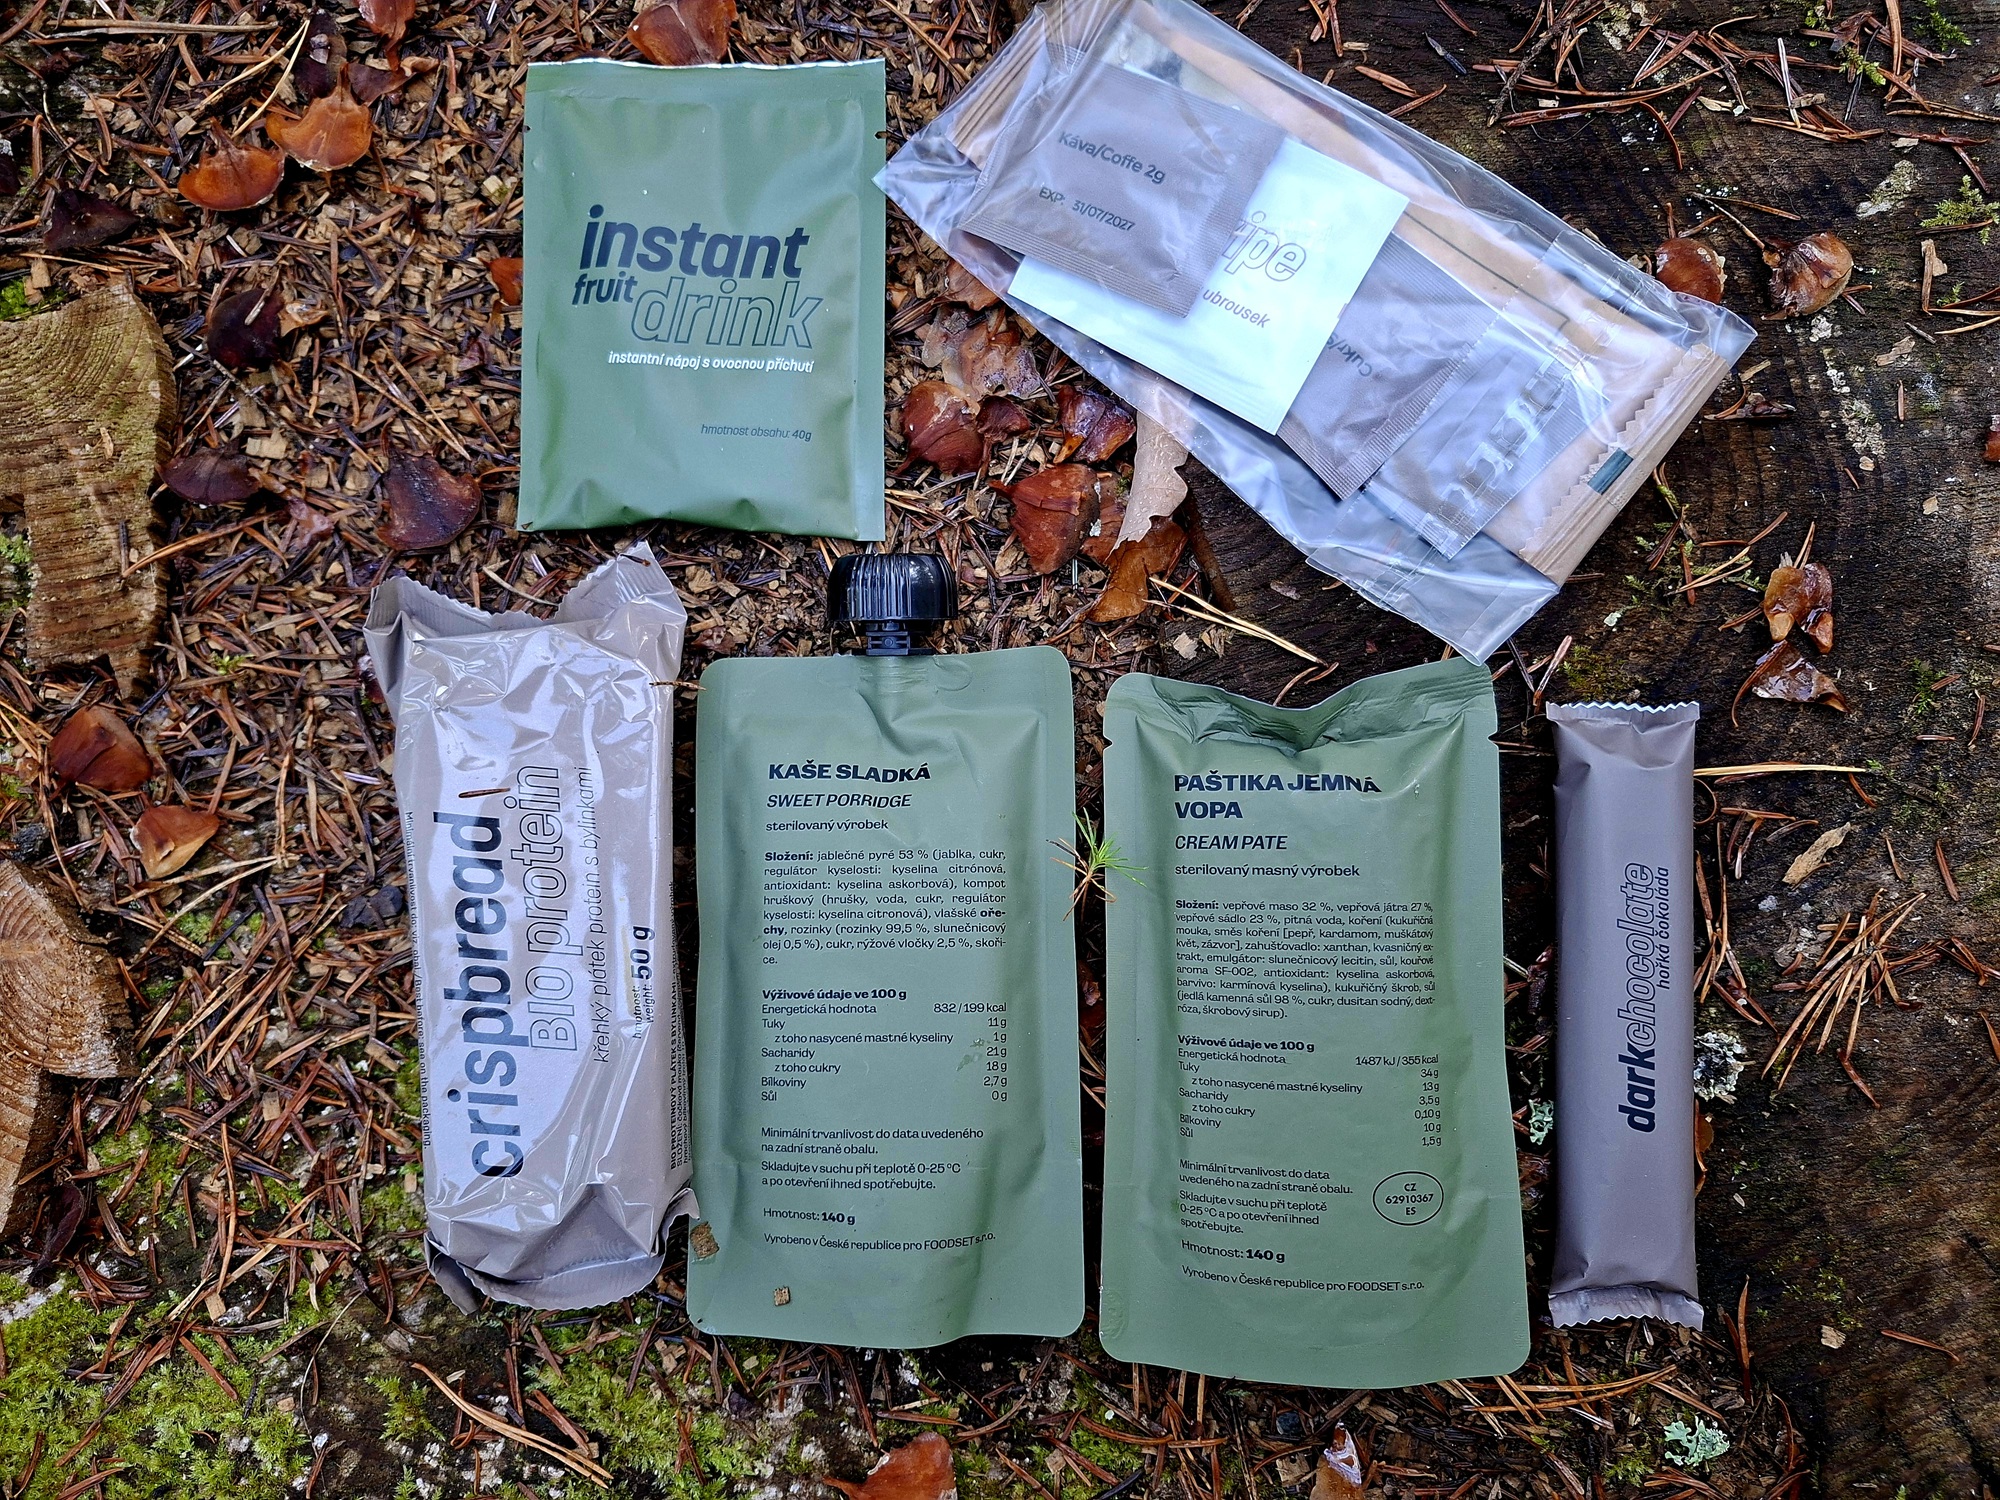 instant
fruit drink
instantní nápoj s ovocnou příchutí
hmotnost obsahu: 40g
Káva/Coffe 2g
EXP: 31/07/2027
ipe
ubrousek
crispbread
BIO protein
křehký plátek protein s bylinkami
hmotnost:
weight: 50 g
KAŠE SLADKÁ
SWEET PORRIDGE
sterilovaný výrobek
Složení: jablečné pyré 53 % (jablka, cukr,
regulátor kyselosti: kyselina citrónová,
antioxidant: kyselina askorbová), kompot
hruškový (hrušky, voda, cukr, regulátor
kyselosti: kyselina citronová), vlašské oře-
chy, rozinky (rozinky 99,5 %, slunečnicový
olej 0,5 %), cukr, rýžové vločky 2,5 %, skoři-
ce.
Výživové údaje ve 100 g
Energetická hodnota 832 / 199 kcal
Tuky 11 g
z toho nasycené mastné kyseliny 1 g
Sacharidy 21 g
z toho cukry 18 g
Bílkoviny 2,7 g
Sůl 0 g
Minimální trvanlivost do data uvedeného
na zadní straně obalu.
Skladujte v suchu při teplotě 0-25 °C
a po otevření ihned spotřebujte.
Hmotnost: 140 g
Vyrobeno v České republice pro FOODSET s.r.o.
PAŠTIKA JEMNÁ
VOPA
CREAM PATE
sterilovaný masný výrobek
Složení: vepřové maso 32 %, vepřová játra 27 %,
vepřové sádlo 23 %, pitná voda, koření (kukuřičná
mouka, směs koření [pepř, kardamom, muškátový
květ, zázvor], zahušťovadlo: xanthan, kvasničný ex-
trakt, emulgátor: slunečnicový lecitin, sůl, kouřové
aroma SF-002, antioxidant: kyselina askorbová,
barvivo: karmínová kyselina), kukuřičný škrob, sůl
(jedlá kamenná sůl 98 %, cukr, dusitan sodný, dext-
róza, škrobový sirup).
Výživové údaje ve 100 g
Energetická hodnota 1487 kJ / 355 kcal
Tuky 34 g
z toho nasycené mastné kyseliny 13 g
Sacharidy 3,5 g
z toho cukry 0,10 g
Bílkoviny 10 g
Sůl 1,5 g
Minimální trvanlivost do data
uvedeného na zadní straně obalu.
Skladujte v suchu při teplotě
0-25 °C a po otevření ihned
spotřebujte.
CZ
62910367
ES
Hmotnost: 140 g
Vyrobeno v České republice pro FOODSET s.r.o.
darkchocolate
hořká čokoláda